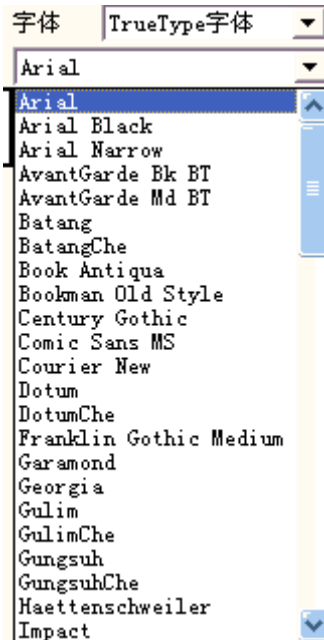 字体 TrueType字体
Arial
Arial
Arial Black
Arial Narrow
AvantGarde Bk BT
AvantGarde Md BT
Batang
BatangChe
Book Antiqua
Bookman Old Style
Century Gothic
Comic Sans MS
Courier New
Dotum
DotumChe
Franklin Gothic Medium
Garamond
Georgia
Gulim
GulimChe
Gungsuh
GungsuhChe
Haettenschweiler
Impact